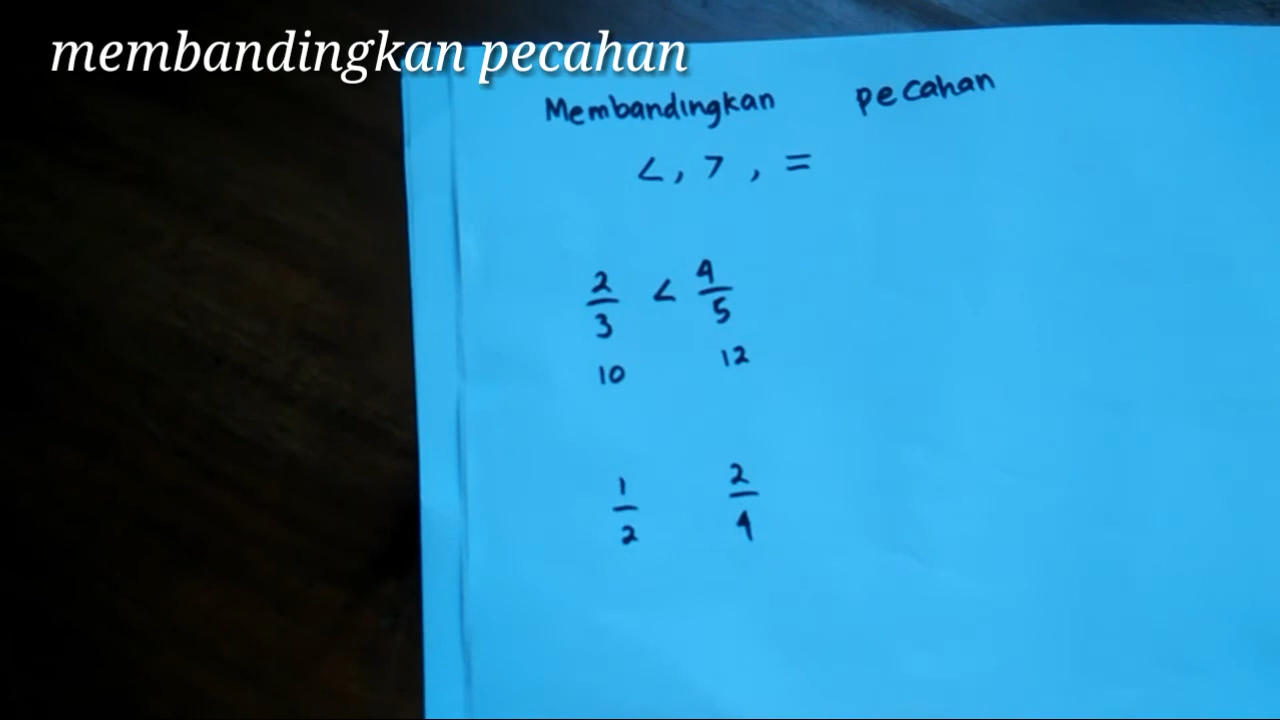 membandingkan pecahan
Membandingkan pecahan
<, >, =
2/3 < 4/5
10 12
1/2 2/4